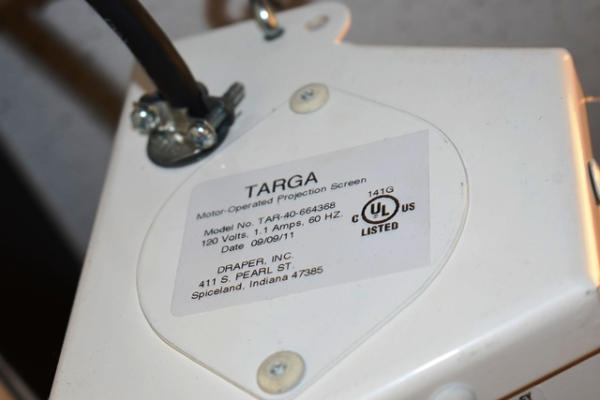 TARGA
Motor-Operated Projection Screen
Model No. TAR-40-664368
120 Volts, 1.1 Amps, 60 HZ.
Date 09/09/11
141G
C UL US
LISTED
DRAPER, INC.
411 S. PEARL ST.
Spiceland, Indiana 47385